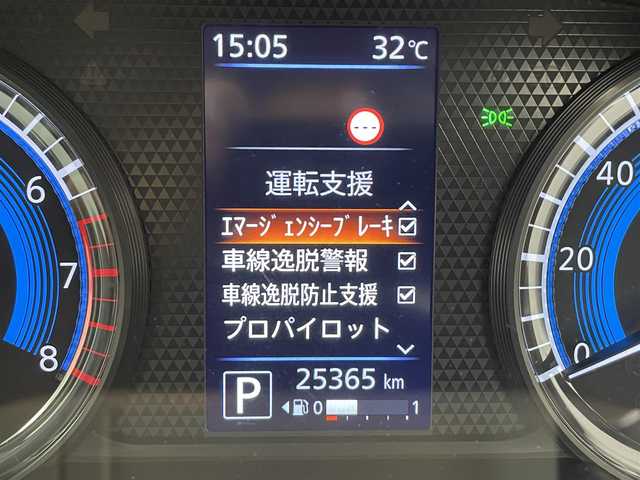 15:05 32℃
---
運転支援
エマージェンシーブレーキ
車線逸脱警報
車線逸脱防止支援
プロパイロット
P
25365 km
0 1
6
7
8
40
20
0